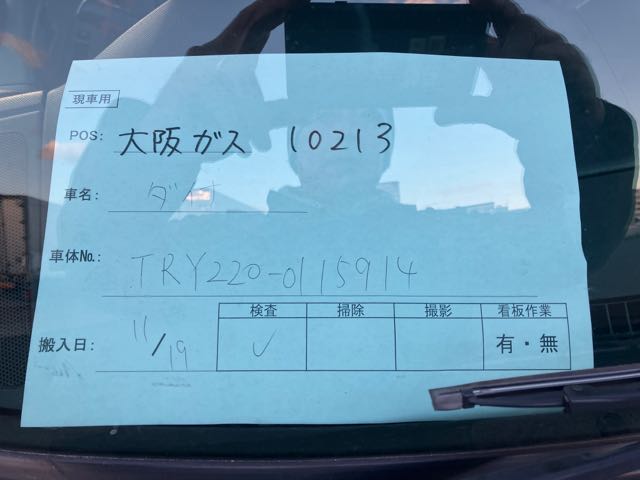 現車用
POS: 大阪ガス 10213
車名: ダイナ
車体No.: TRY220-0115914
検査 掃除 撮影 看板作業
搬入日: 11/19 ✓ 有・無